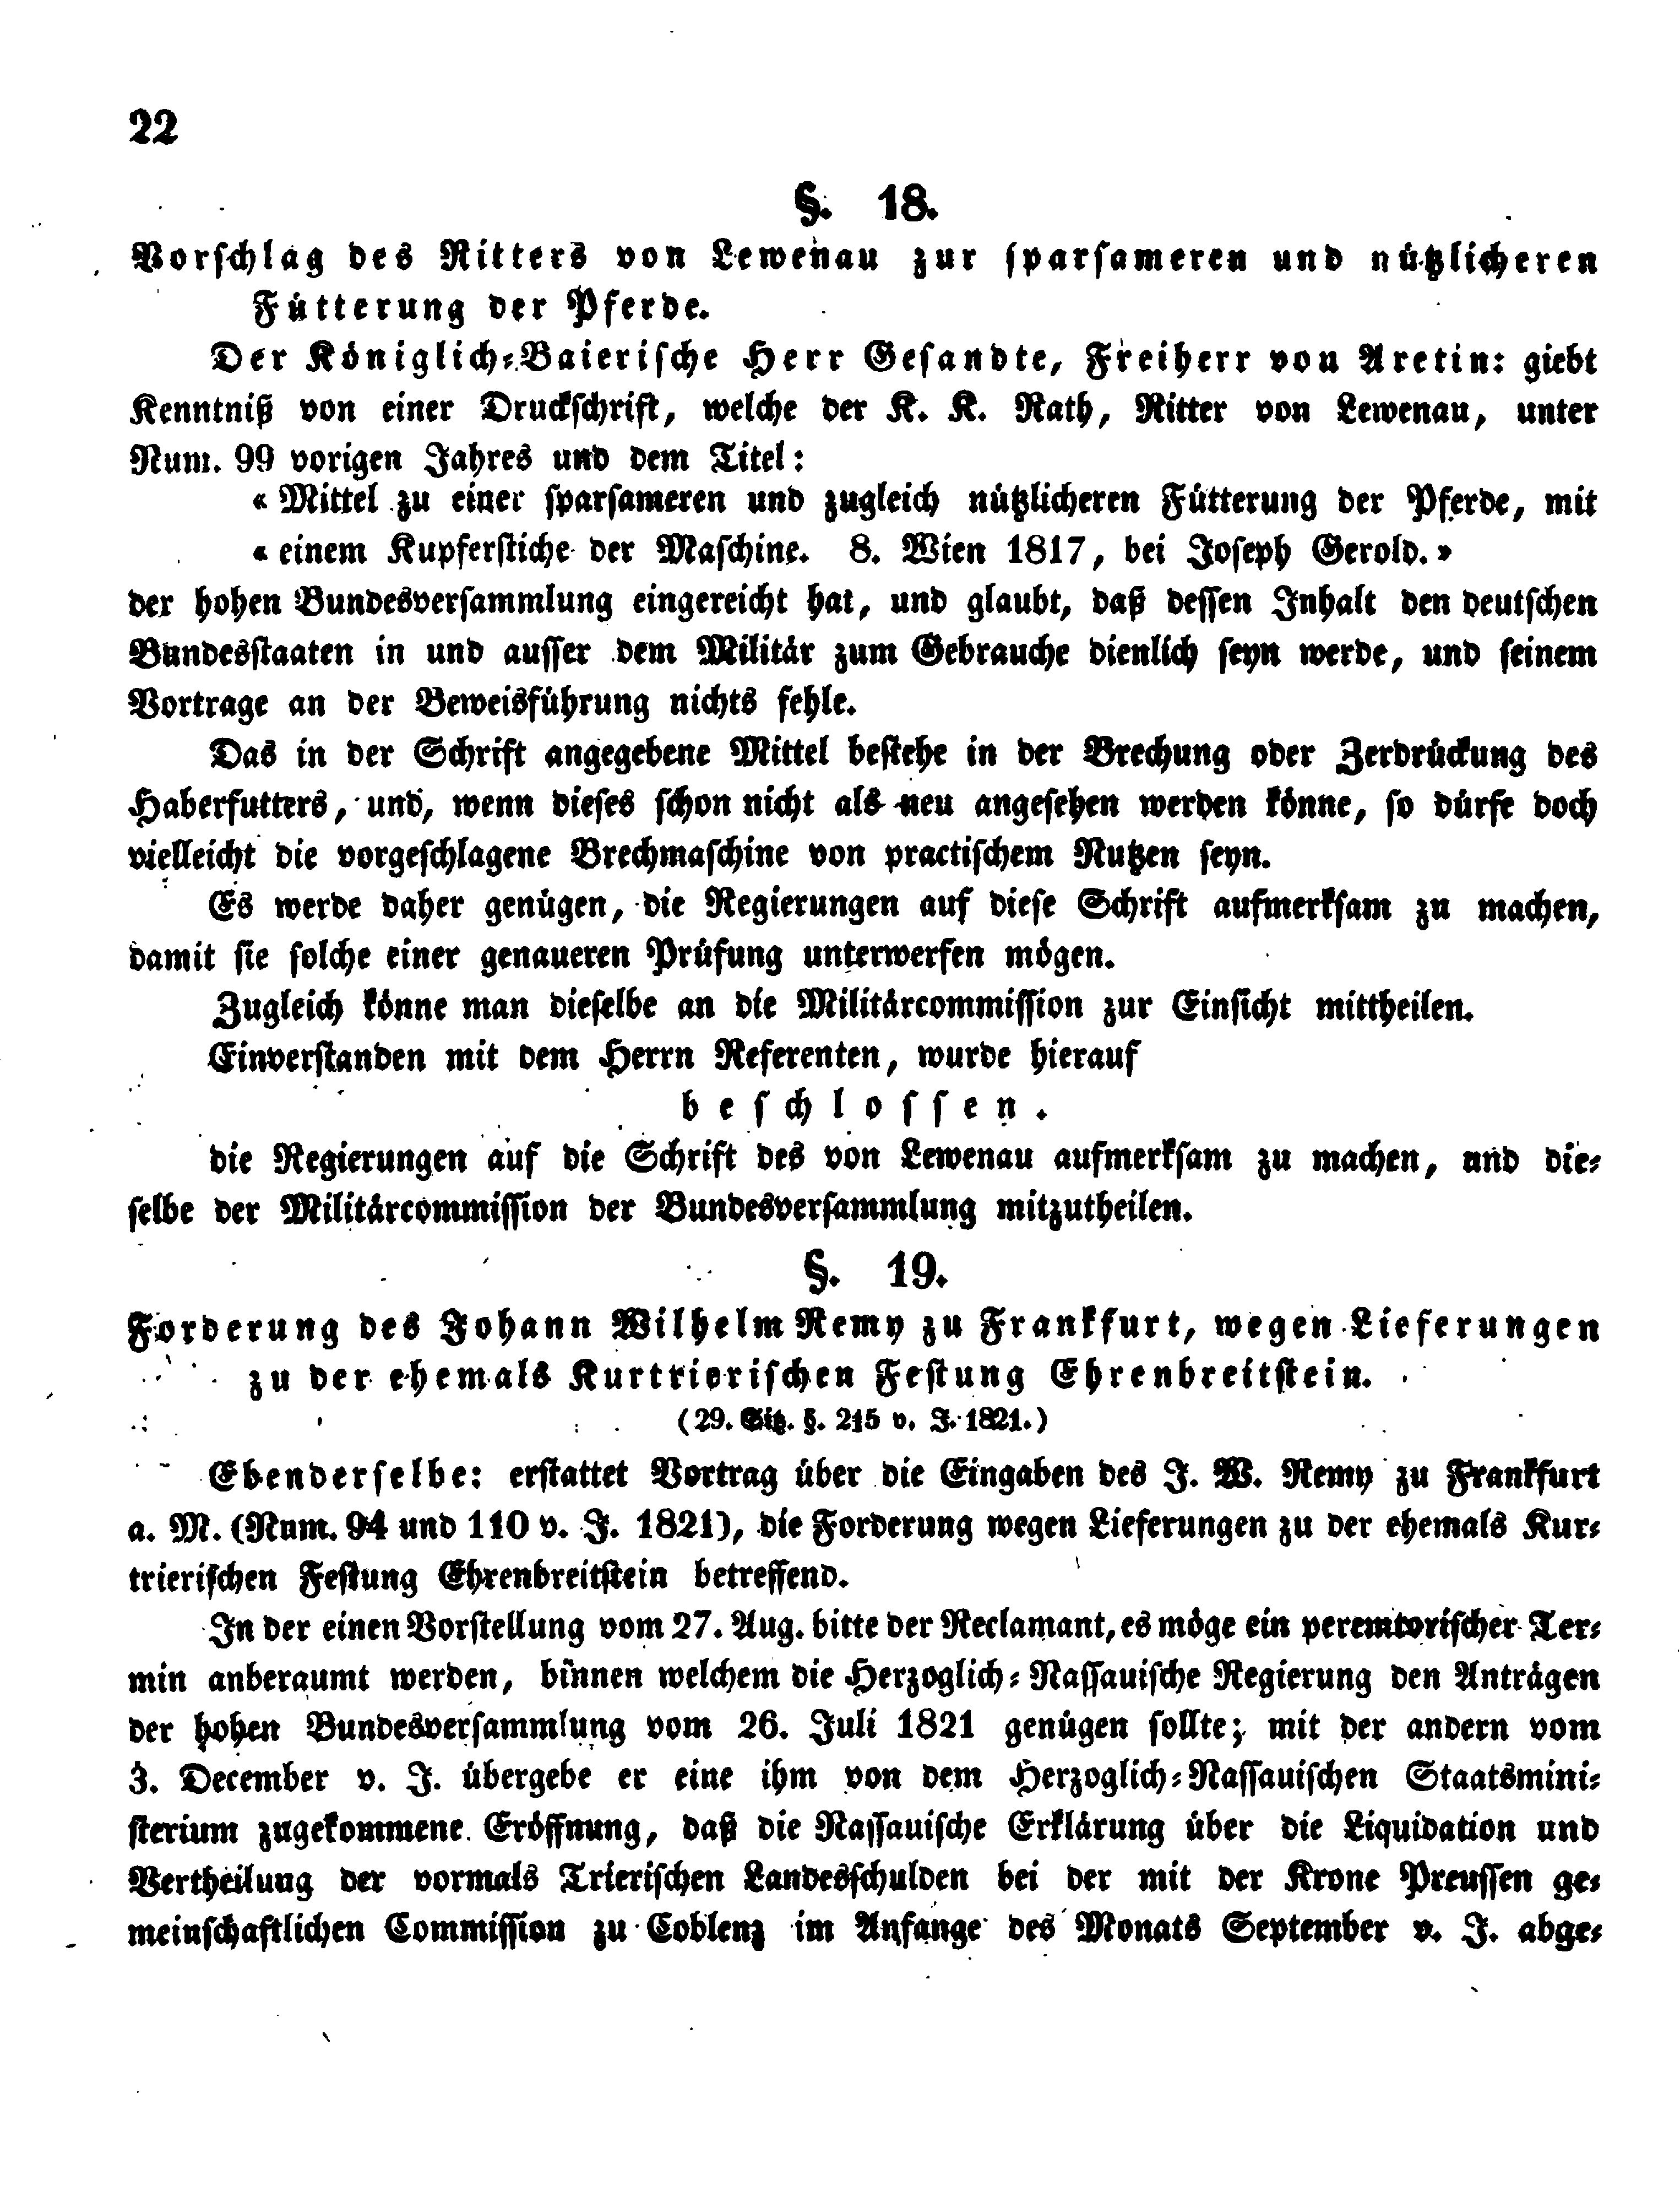 22
§. 18.
Vorschlag des Ritters von Lewenau zur sparsameren und nützlicheren
Fütterung der Pferde.
Der Königlich-Baierische Herr Gesandte, Freiherr von Aretin: giebt
Kenntniß von einer Druckschrift, welche der K. K. Rath, Ritter von Lewenau, unter
Num. 99 vorigen Jahres und dem Titel:
« Mittel zu einer sparsameren und zugleich nützlicheren Fütterung der Pferde, mit
« einem Kupferstiche der Maschine. 8. Wien 1817, bei Joseph Gerold. »
der hohen Bundesversammlung eingereicht hat, und glaubt, daß dessen Inhalt den deutschen
Bundesstaaten in und ausser dem Militär zum Gebrauche dienlich seyn werde, und seinem
Vortrage an der Beweisführung nichts fehle.
Das in der Schrift angegebene Mittel bestehe in der Brechung oder Zerdrückung des
Haberfutters, und, wenn dieses schon nicht als neu angesehen werden könne, so dürfe doch
vielleicht die vorgeschlagene Brechmaschine von practischem Nutzen seyn.
Es werde daher genügen, die Regierungen auf diese Schrift aufmerksam zu machen,
damit sie solche einer genaueren Prüfung unterwerfen mögen.
Zugleich könne man dieselbe an die Militärcommission zur Einsicht mittheilen.
Einverstanden mit dem Herrn Referenten, wurde hierauf
beschlossen.
die Regierungen auf die Schrift des von Lewenau aufmerksam zu machen, und die-
selbe der Militärcommission der Bundesversammlung mitzutheilen.
§. 19.
Forderung des Johann Wilhelm Remy zu Frankfurt, wegen Lieferungen
zu der ehemals Kurtrierischen Festung Ehrenbreitstein.
(29. Sitz. §. 215 v. J. 1821.)
Ebenderselbe: erstattet Vortrag über die Eingaben des J. W. Remy zu Frankfurt
a. M. (Num. 94 und 110 v. J. 1821), die Forderung wegen Lieferungen zu der ehemals Kur-
trierischen Festung Ehrenbreitstein betreffend.
In der einen Vorstellung vom 27. Aug. bitte der Reclamant, es möge ein peremtorischer Ter-
min anberaumt werden, binnen welchem die Herzoglich-Nassauische Regierung den Anträgen
der hohen Bundesversammlung vom 26. Juli 1821 genügen sollte; mit der andern vom
3. December v. J. übergebe er eine ihm von dem Herzoglich-Nassauischen Staatsmini-
sterium zugekommene Eröffnung, daß die Nassauische Erklärung über die Liquidation und
Vertheilung der vormals Trierischen Landesschulden bei der mit der Krone Preussen ge-
meinschaftlichen Commission zu Coblenz im Anfange des Monats September v. J. abge-